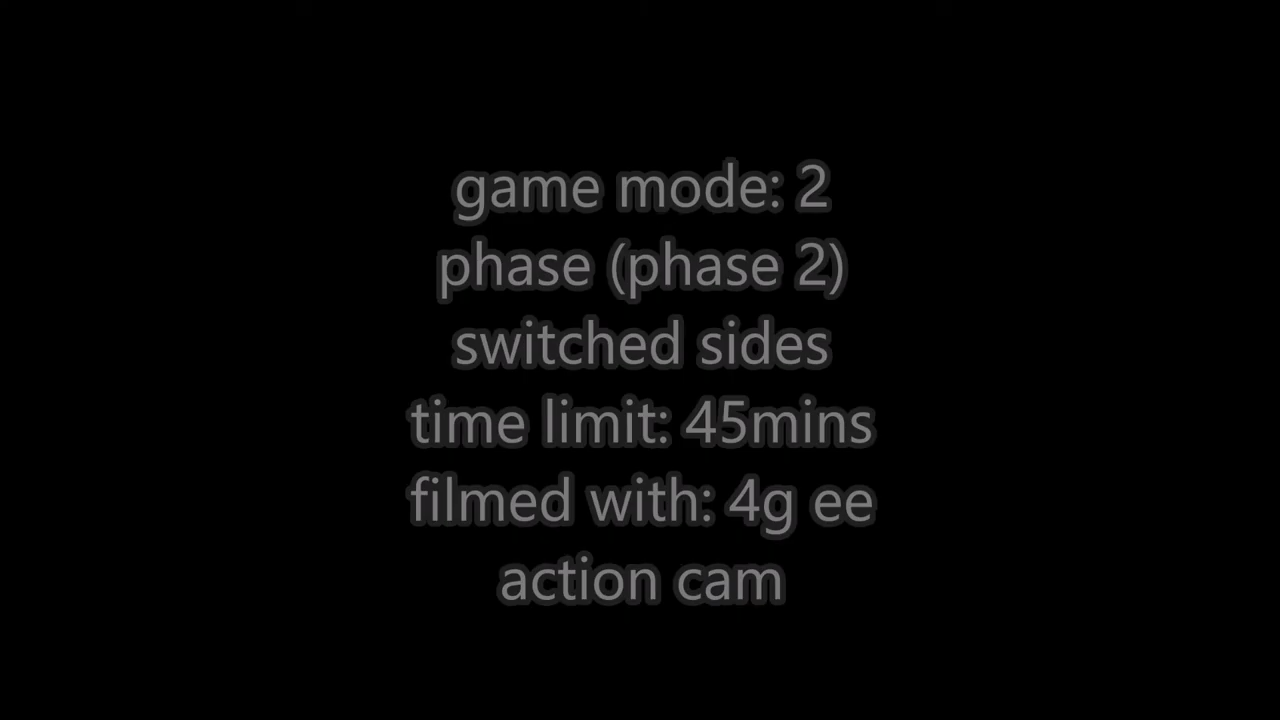 game mode: 2
phase (phase 2)
switched sides
time limit: 45mins
filmed with: 4g ee
action cam